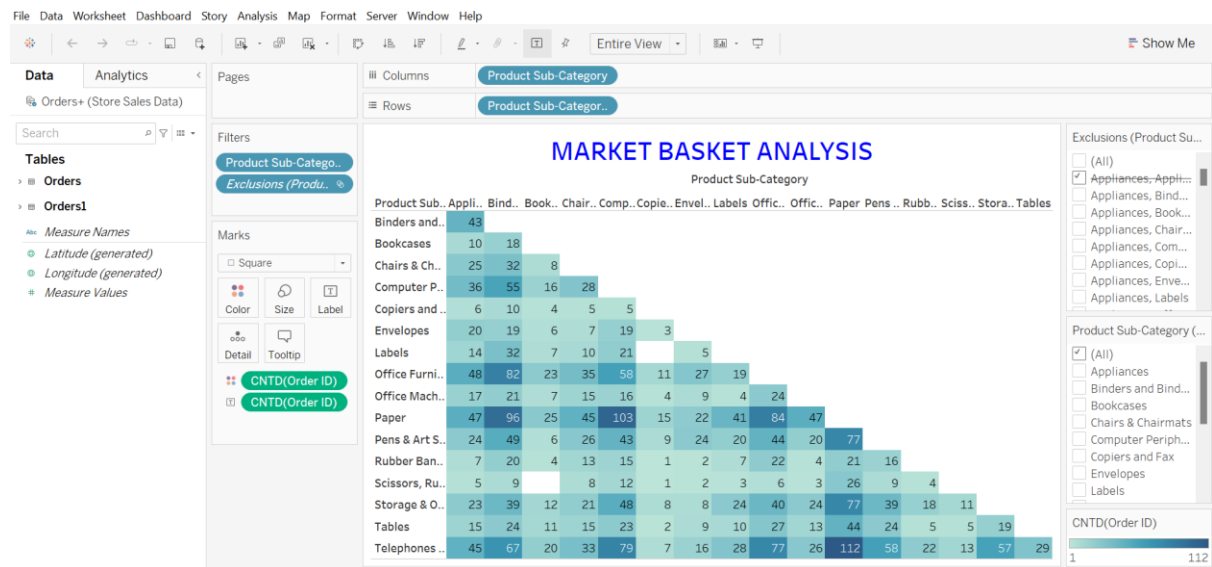 File Data Worksheet Dashboard Story Analysis Map Format Server Window Help
Entire View
Show Me
Data Analytics
Orders+ (Store Sales Data)
Search
Tables
Orders
Orders1
Abc Measure Names
Latitude (generated)
Longitude (generated)
# Measure Values
Pages
Filters
Product Sub-Catego..
Exclusions (Produ..
Marks
Square
Color Size Label
Detail Tooltip
CNTD(Order ID)
CNTD(Order ID)
Columns Product Sub-Category
Rows Product Sub-Categor..
MARKET BASKET ANALYSIS
Product Sub-Category
Product Sub.. Appli.. Bind.. Book.. Chair.. Comp.. Copie.. Envel.. Labels Offic.. Offic.. Paper Pens .. Rubb.. Sciss.. Stora.. Tables
Binders and.. 43
Bookcases 10 18
Chairs & Ch.. 25 32 8
Computer P.. 36 55 16 28
Copiers and .. 6 10 4 5 5
Envelopes 20 19 6 7 19 3
Labels 14 32 7 10 21 5
Office Furni.. 48 82 23 35 58 11 27 19
Office Mach.. 17 21 7 15 16 4 9 4 24
Paper 47 96 25 45 103 15 22 41 84 47
Pens & Art S.. 24 49 6 26 43 9 24 20 44 20 77
Rubber Ban.. 7 20 4 13 15 1 2 7 22 4 21 16
Scissors, Ru.. 5 9 8 12 1 2 3 6 3 26 9 4
Storage & O.. 23 39 12 21 48 8 8 24 40 24 77 39 18 11
Tables 15 24 11 15 23 2 9 10 27 13 44 24 5 5 19
Telephones .. 45 67 20 33 79 7 16 28 77 26 112 58 22 13 57 29
Exclusions (Product Su...
(All)
Appliances, Appli...
Appliances, Bind...
Appliances, Book...
Appliances, Chair...
Appliances, Com...
Appliances, Copi...
Appliances, Enve...
Appliances, Labels
Product Sub-Category (...
(All)
Appliances
Binders and Bind...
Bookcases
Chairs & Chairmats
Computer Periph...
Copiers and Fax
Envelopes
Labels
CNTD(Order ID)
1 112